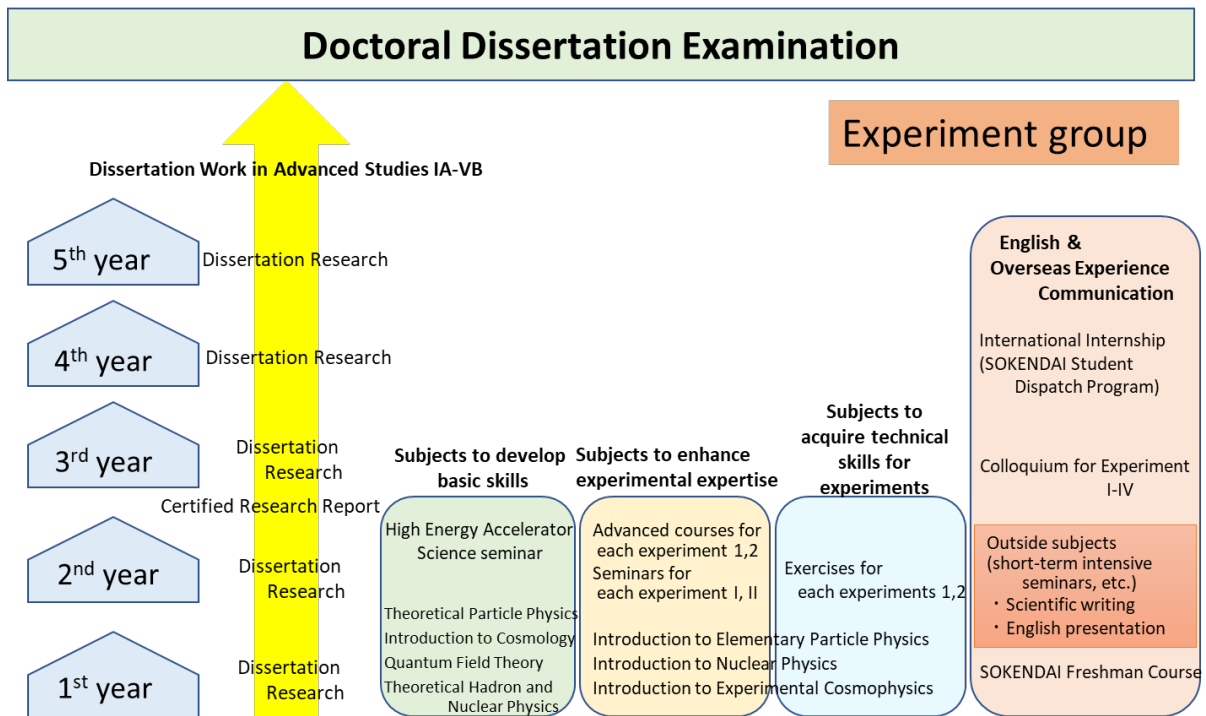 Doctoral Dissertation Examination
Experiment group
Dissertation Work in Advanced Studies IA-VB
5th year
Dissertation Research
4th year
Dissertation Research
3rd year
Dissertation
Research
Certified Research Report
2nd year
Dissertation
Research
1st year
Dissertation
Research
Subjects to develop
basic skills
High Energy Accelerator
Science seminar
Theoretical Particle Physics
Introduction to Cosmology
Quantum Field Theory
Theoretical Hadron and
Nuclear Physics
Subjects to enhance
experimental expertise
Advanced courses for
each experiment 1,2
Seminars for
each experiment I, II
Introduction to Elementary Particle Physics
Introduction to Nuclear Physics
Introduction to Experimental Cosmophysics
Subjects to
acquire technical
skills for
experiments
Exercises for
each experiments 1,2
English &
Overseas Experience
Communication
International Internship
(SOKENDAI Student
Dispatch Program)
Colloquium for Experiment
I-IV
Outside subjects
(short-term intensive
seminars, etc.)
・Scientific writing
・English presentation
SOKENDAI Freshman Course